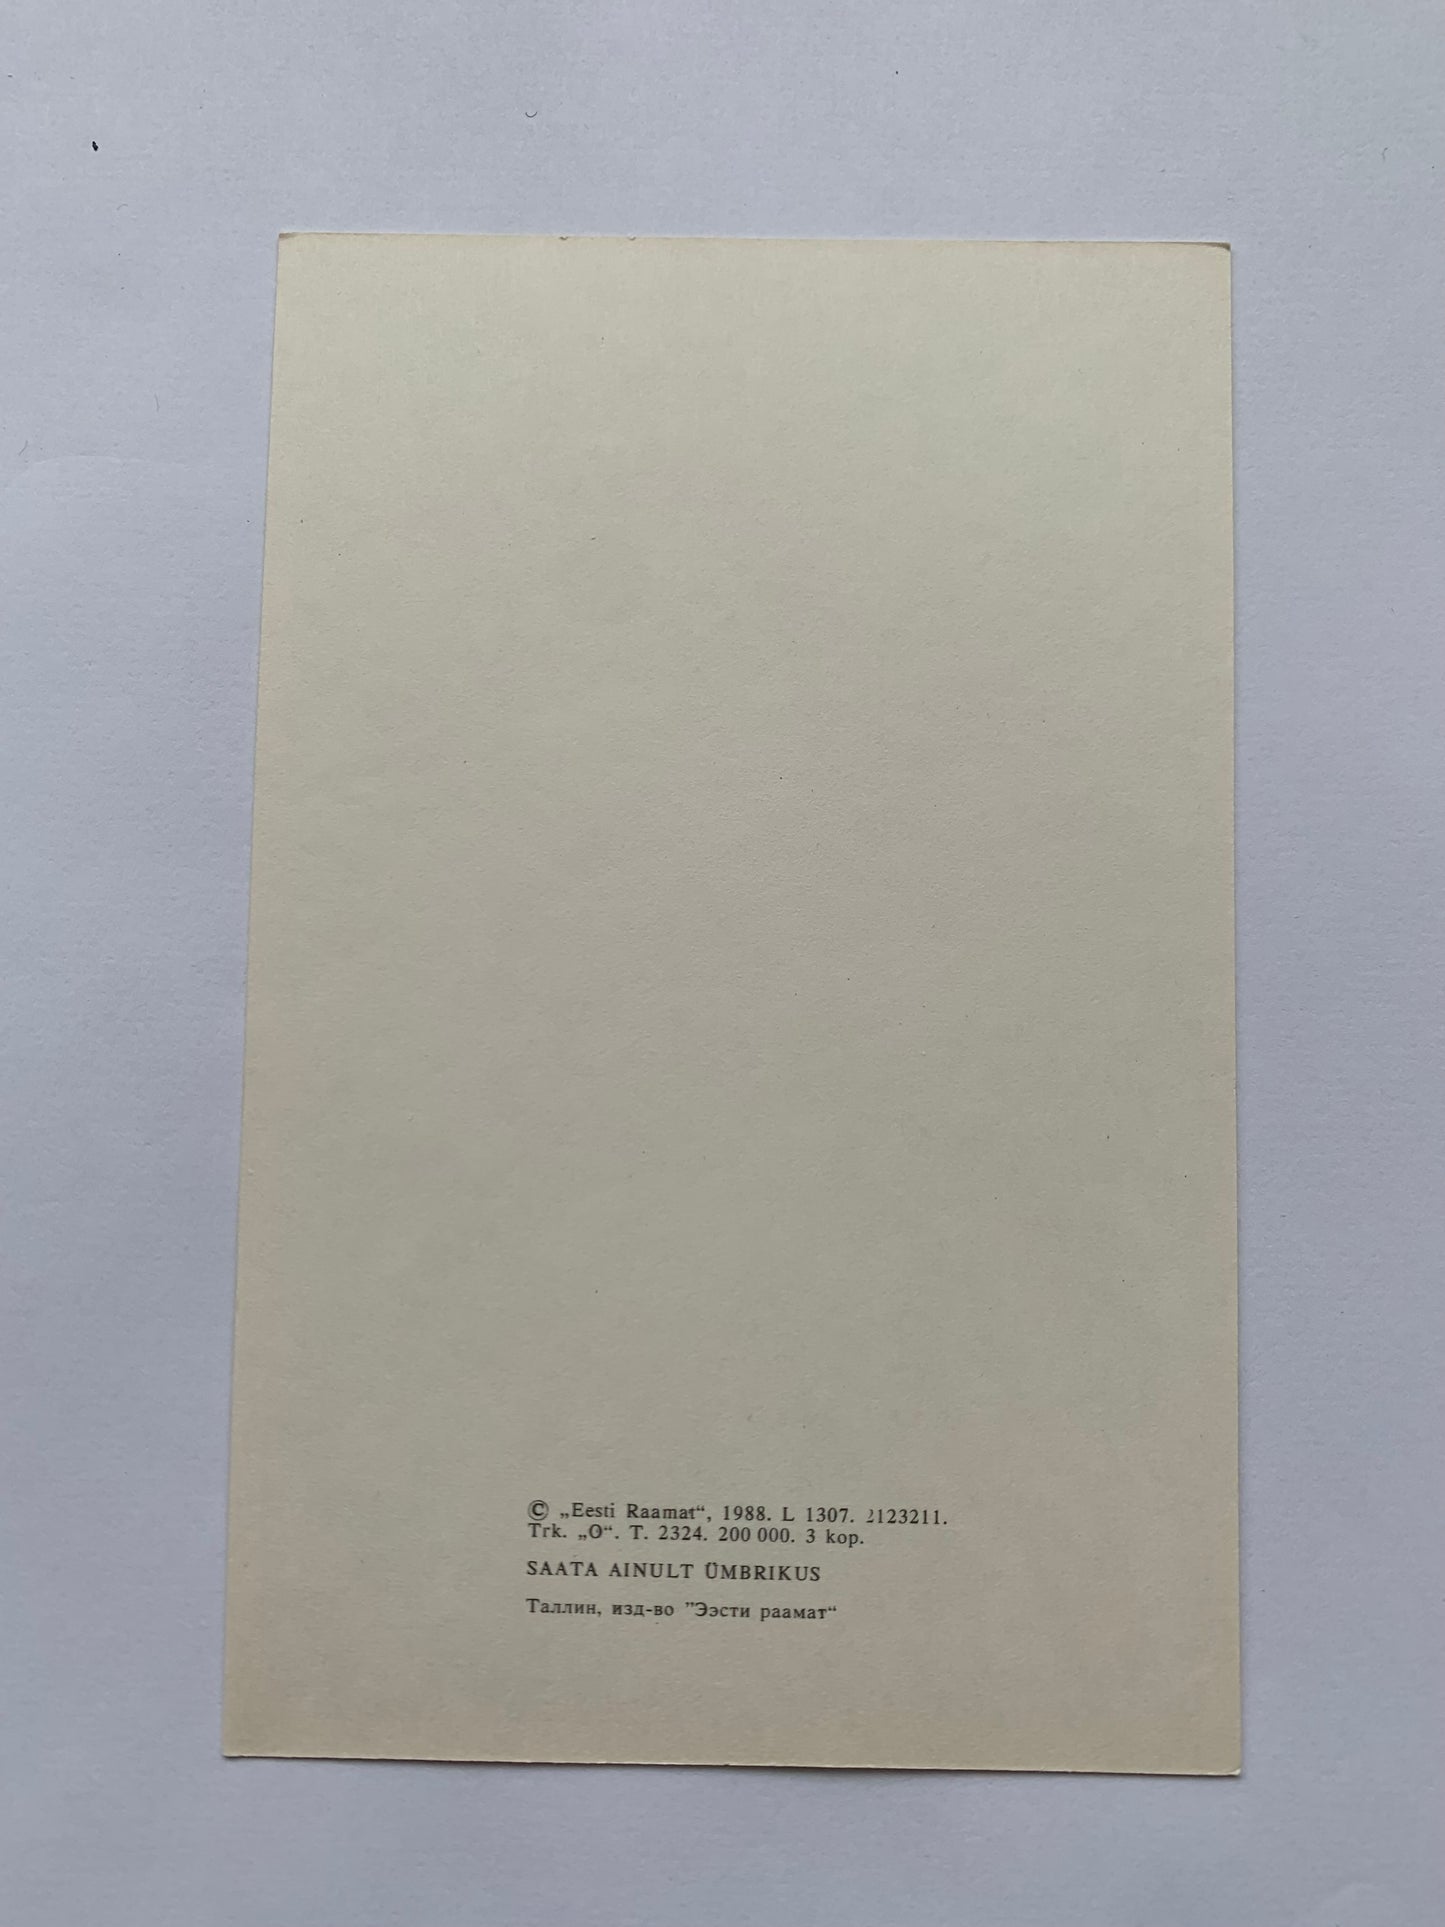 © „Eesti Raamat“, 1988. L 1307. 2123211.
Trk. „O“. T. 2324. 200 000. 3 kop.
SAATA AINULT ÜMBRIKUS
Таллин, изд-во ”Ээсти раамат“